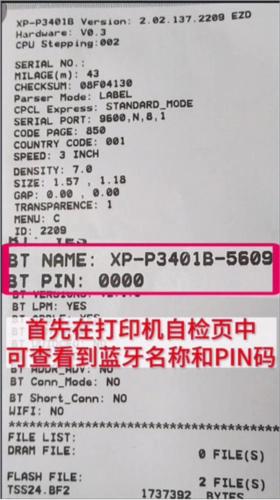 XP-P3401B Version: 2.02.137.2209 EZD
Hardware: V0.3
CPU Stepping:002
SERIAL NO.:
MILAGE(m): 43
CHECKSUM: 08F04130
Parser Mode: LABEL
CPCL Express: STANDARD_MODE
SERIAL PORT: 9600,N,8,1
CODE PAGE: 850
COUNTRY CODE: 001
SPEED: 3 INCH
DENSITY: 7.0
SIZE: 1.57 , 1.18
GAP: 0.00 , 0.00
TRANSPARENCE: 1
MENU: C
ID: 2209
BT: YES
BT NAME: XP-P3401B-5609
BT PIN: 0000
BT LPM: YES
首先在打印机自检页中
可查看到蓝牙名称和PIN码
BT ADDR_ADV: NO
BT Conn_Mode: NO
BT Short_Conn: NO
WIFI: NO
FILE LIST:
DRAM FILE:
0 FILE(S)
FLASH FILE:
2 FILE(S)
TSS24.BF2 1737392 BYTES